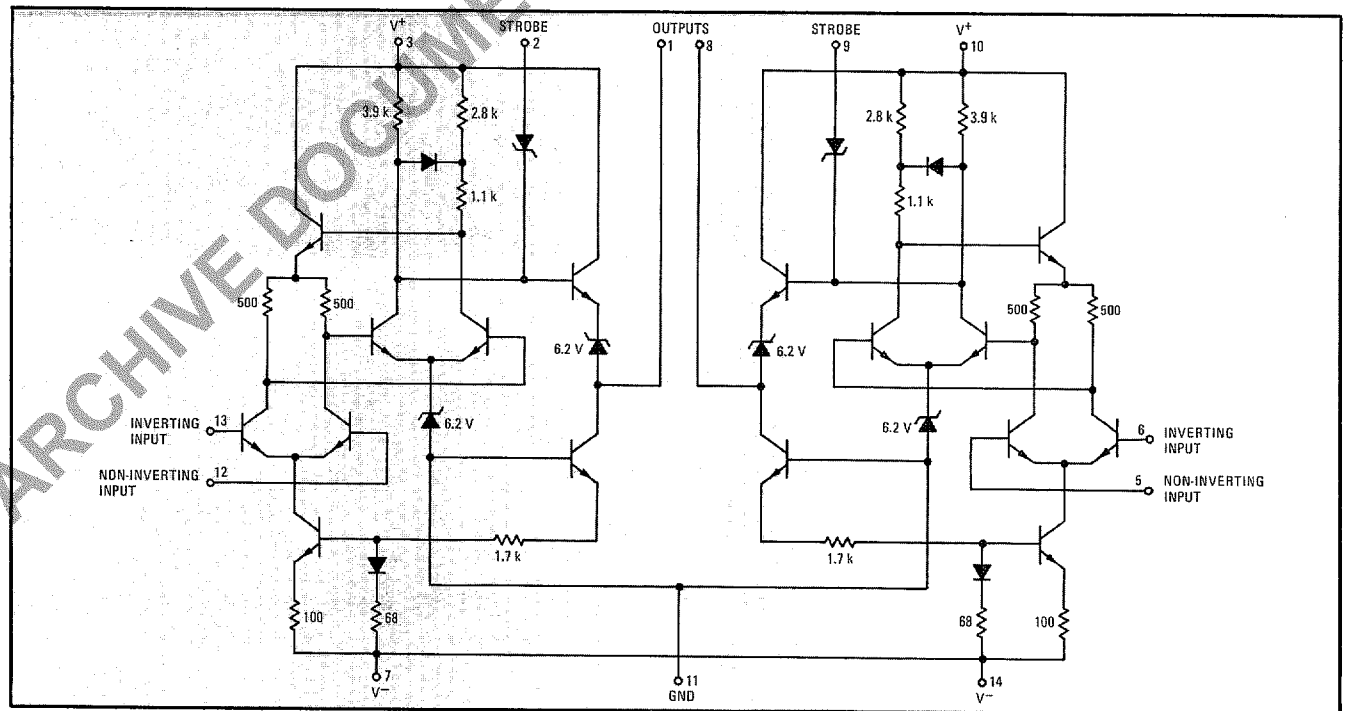 ARCHIVE DOCUME
V+
3
STROBE
2
OUTPUTS
1 8
STROBE
9
V+
10
3.9 k
2.8 k
2.8 k
3.9 k
1.1 k
1.1 k
500
500
500
500
6.2 V
6.2 V
6.2 V
6.2 V
INVERTING
INPUT
13
NON-INVERTING
INPUT
12
6
INVERTING
INPUT
5
NON-INVERTING
INPUT
1.7 k
1.7 k
100
68
68
100
7
V-
11
GND
14
V-